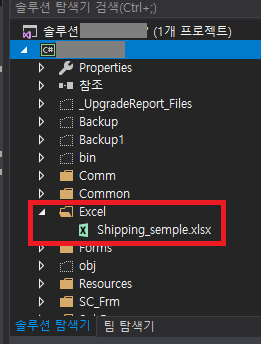 솔루션 탐색기 검색(Ctrl+;)
솔루션 ' (1개 프로젝트)
C#
Properties
참조
_UpgradeReport_Files
Backup
Backup1
bin
Comm
Common
Excel
Shipping_semple.xlsx
Forms
obj
Resources
SC_Frm
솔루션 탐색기 팀 탐색기